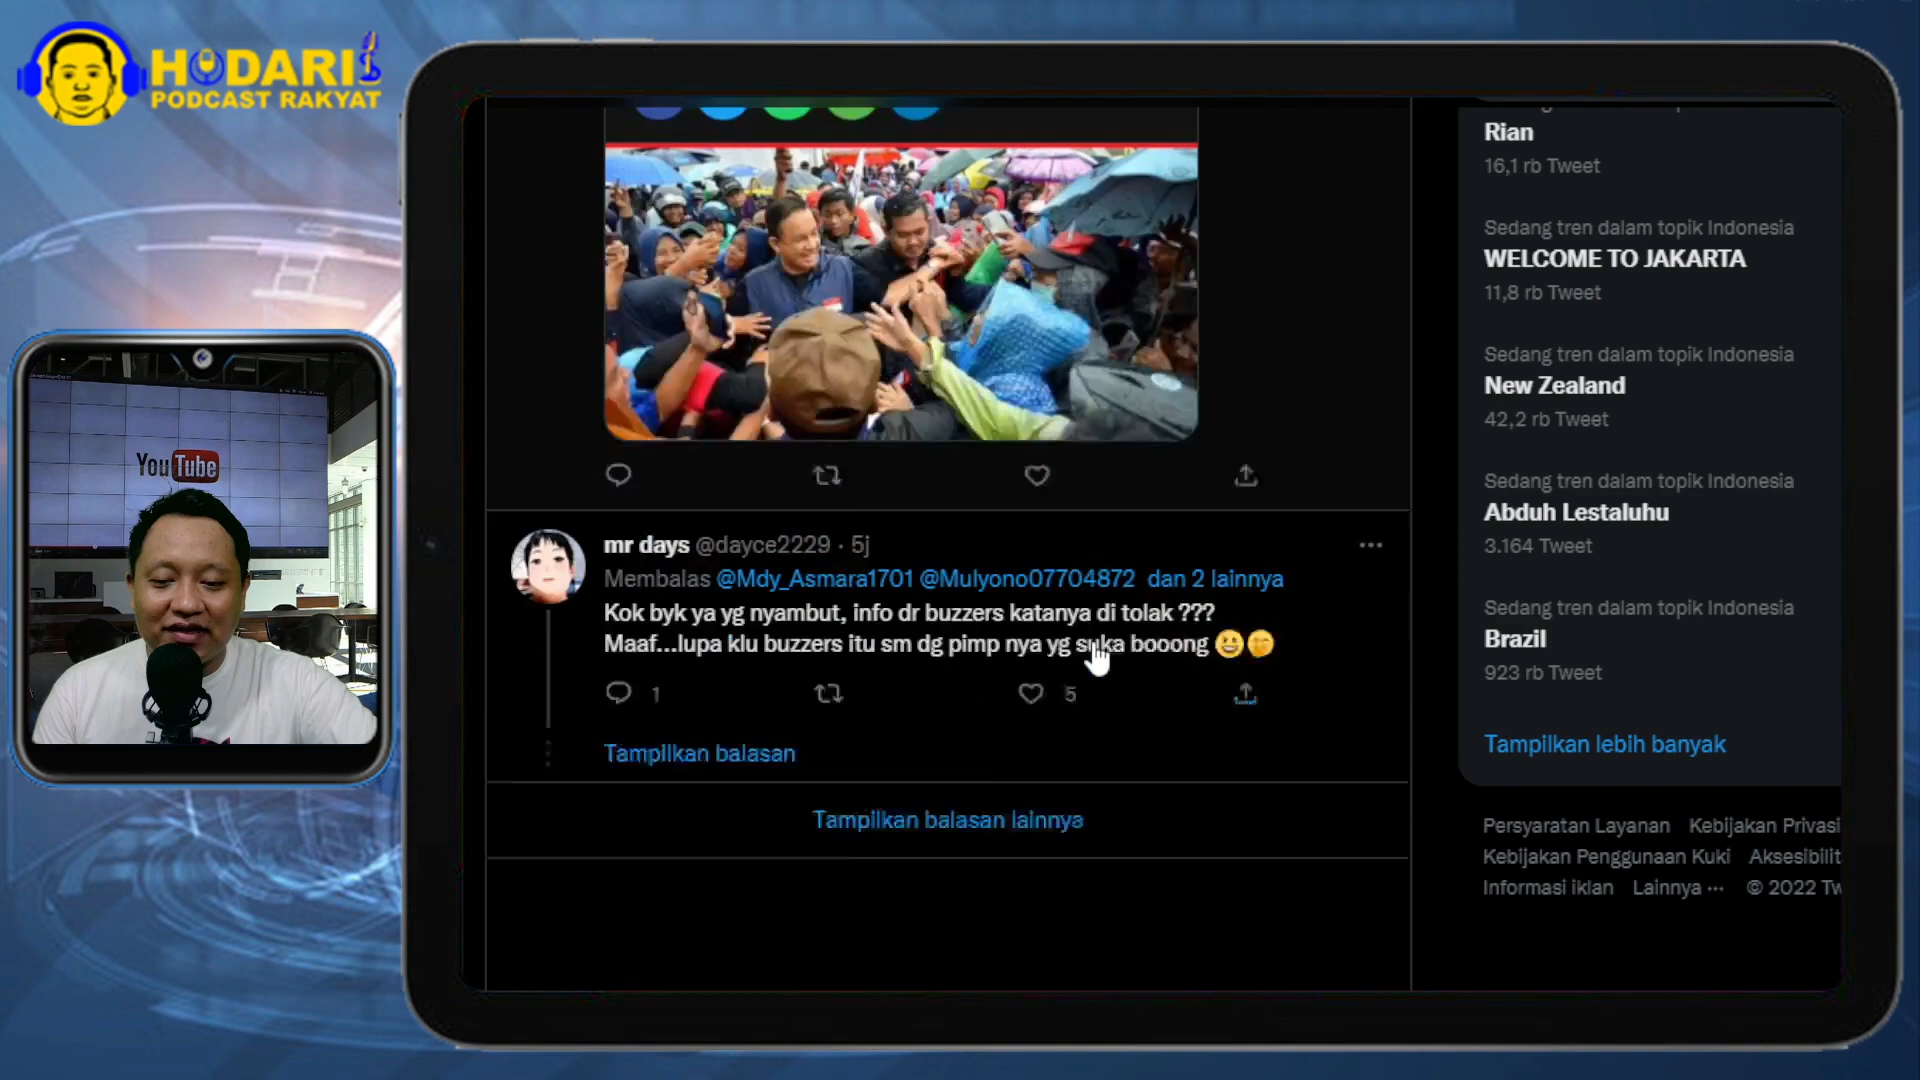 HODARI
PODCAST RAKYAT
YouTube
mr days @dayce2229 · 5j
Membalas @Mdy_Asmara1701 @Mulyono07704872 dan 2 lainnya
Kok byk ya yg nyambut, info dr buzzers katanya di tolak ???
Maaf...lupa klu buzzers itu sm dg pimp nya yg suka booong 😀🤭
1
5
Tampilkan balasan
Tampilkan balasan lainnya
Rian
16,1 rb Tweet
Sedang tren dalam topik Indonesia
WELCOME TO JAKARTA
11,8 rb Tweet
Sedang tren dalam topik Indonesia
New Zealand
42,2 rb Tweet
Sedang tren dalam topik Indonesia
Abduh Lestaluhu
3.164 Tweet
Sedang tren dalam topik Indonesia
Brazil
923 rb Tweet
Tampilkan lebih banyak
Persyaratan Layanan Kebijakan Privasi
Kebijakan Penggunaan Kuki Aksesibilit
Informasi iklan Lainnya ··· © 2022 Tw